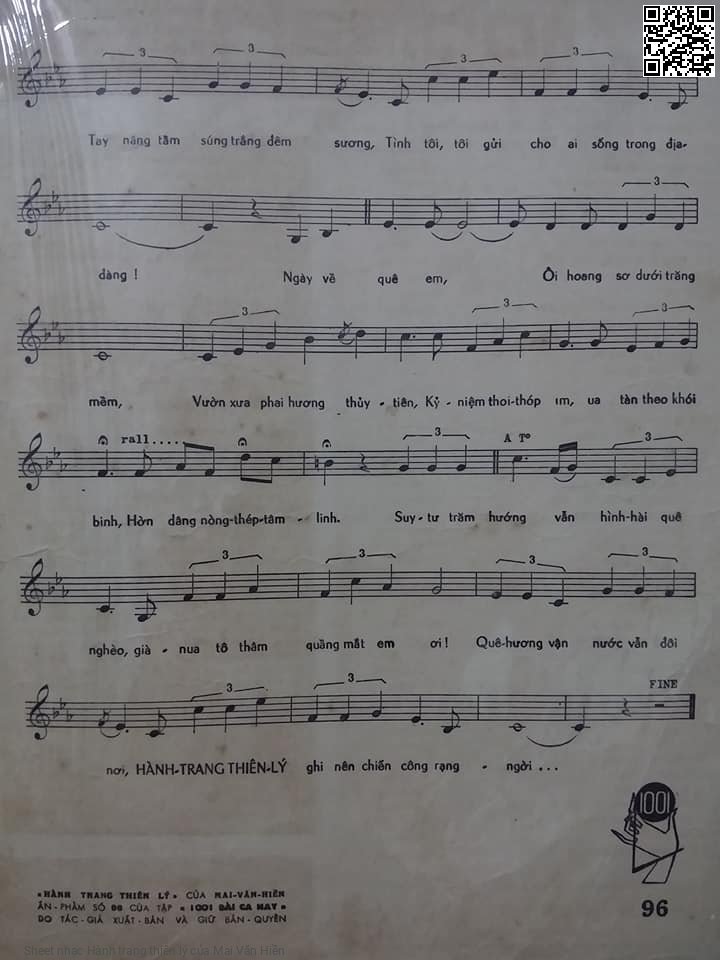 Tay nâng tấm súng trắng đêm sương, Tình tôi, tôi gửi cho ai sống trong địa-
đàng ! Ngày về quê em, Ôi hoang sơ dưới trăng
mềm, Vườn xưa phai hương thủy - tiên, Kỷ - niệm thoi-thóp im, ua tàn theo khói
rall....
A Tº
binh, Hờn dâng nòng-thép-tâm - linh. Suy-tư trăm hướng vẫn hình-hài quê
nghèo, già - nua tô thâm quầng mắt em ơi ! Quê-hương vận nước vẫn đôi
FINE
nơi, HÀNH-TRANG THIÊN-LÝ ghi nên chiến công rạng - ngời ...
1001
«HÀNH TRANG THIÊN LÝ» CỦA MAI-VĂN-HIỀN
ẤN-PHẨM SỐ 96 CỦA TẬP «1001 BÀI CA HAY»
DO TÁC-GIẢ XUẤT-BẢN VÀ GIỮ BẢN-QUYỀN
96
Sheet nhạc Hành trang thiên lý của Mai Văn Hiền